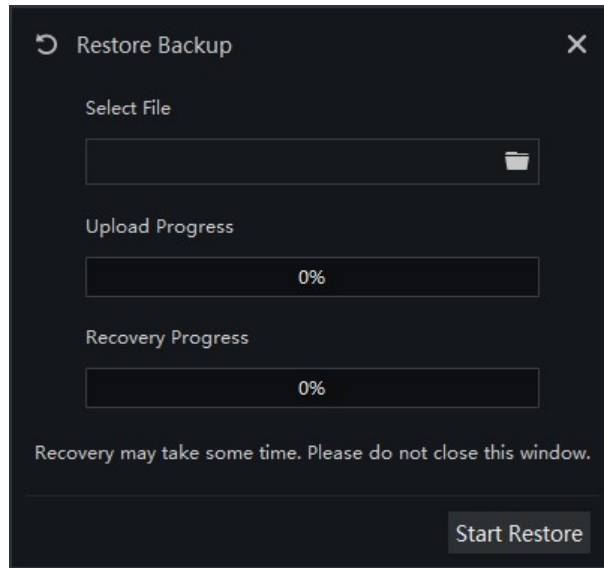 Restore Backup
Select File
Upload Progress
0%
Recovery Progress
0%
Recovery may take some time. Please do not close this window.
Start Restore